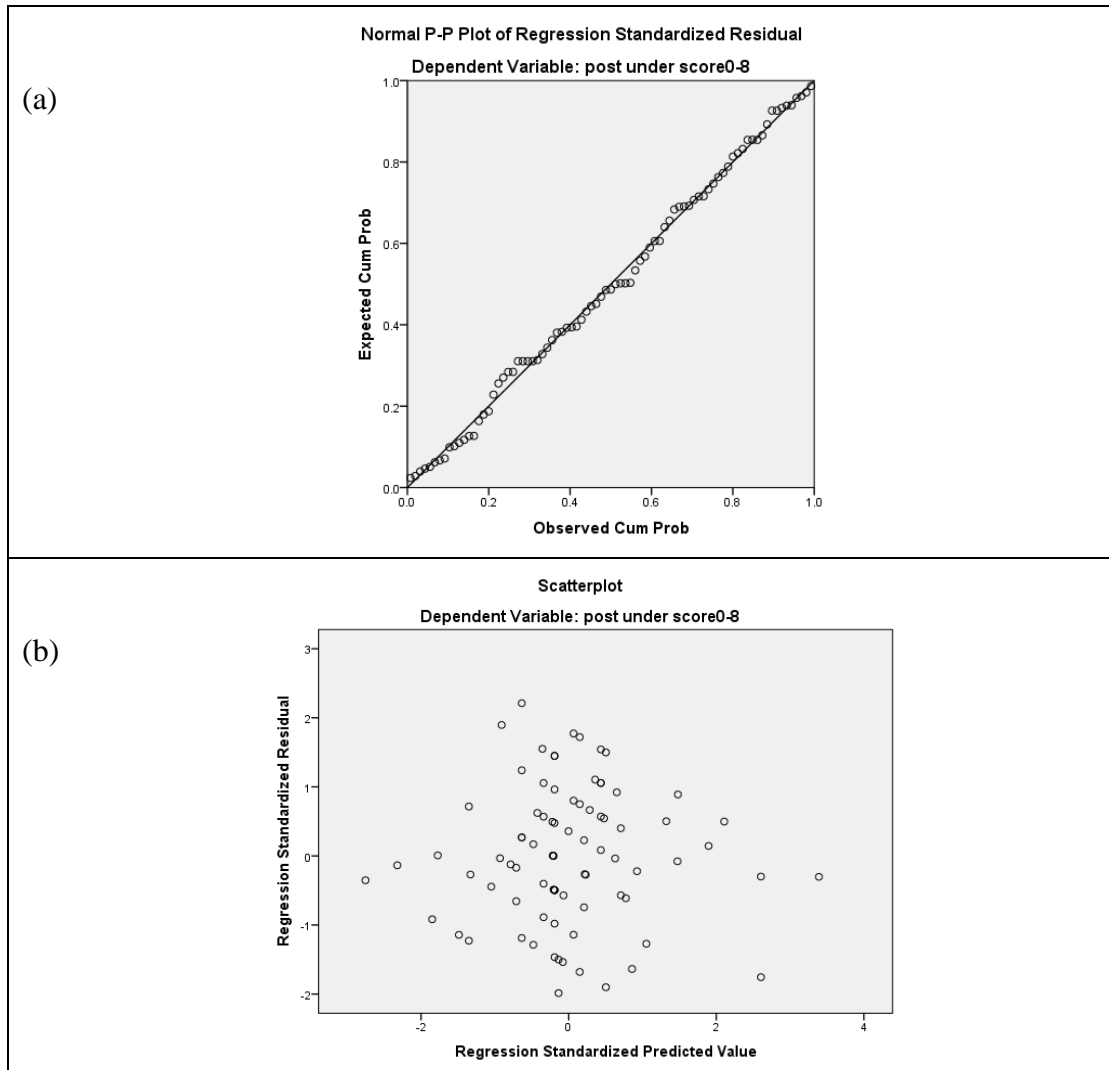 (a)
Normal P-P Plot of Regression Standardized Residual
Dependent Variable: post under score0-8
Expected Cum Prob
1.0
0.8
0.6
0.4
0.2
0.0
0.0 0.2 0.4 0.6 0.8 1.0
Observed Cum Prob
(b)
Scatterplot
Dependent Variable: post under score0-8
Regression Standardized Residual
3
2
1
0
-1
-2
-2 0 2 4
Regression Standardized Predicted Value